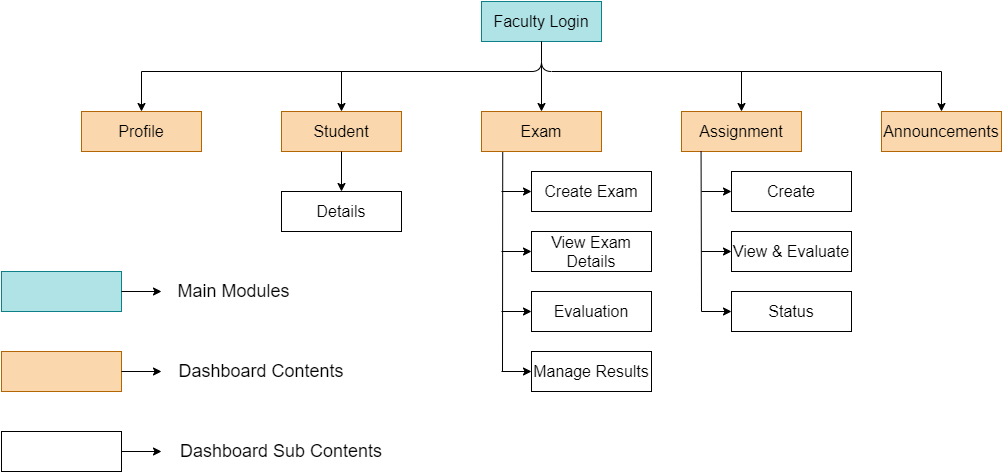 Faculty Login
Profile
Student
Exam
Assignment
Announcements
Details
Create Exam
View Exam
Details
Evaluation
Manage Results
Create
View & Evaluate
Status
Main Modules
Dashboard Contents
Dashboard Sub Contents